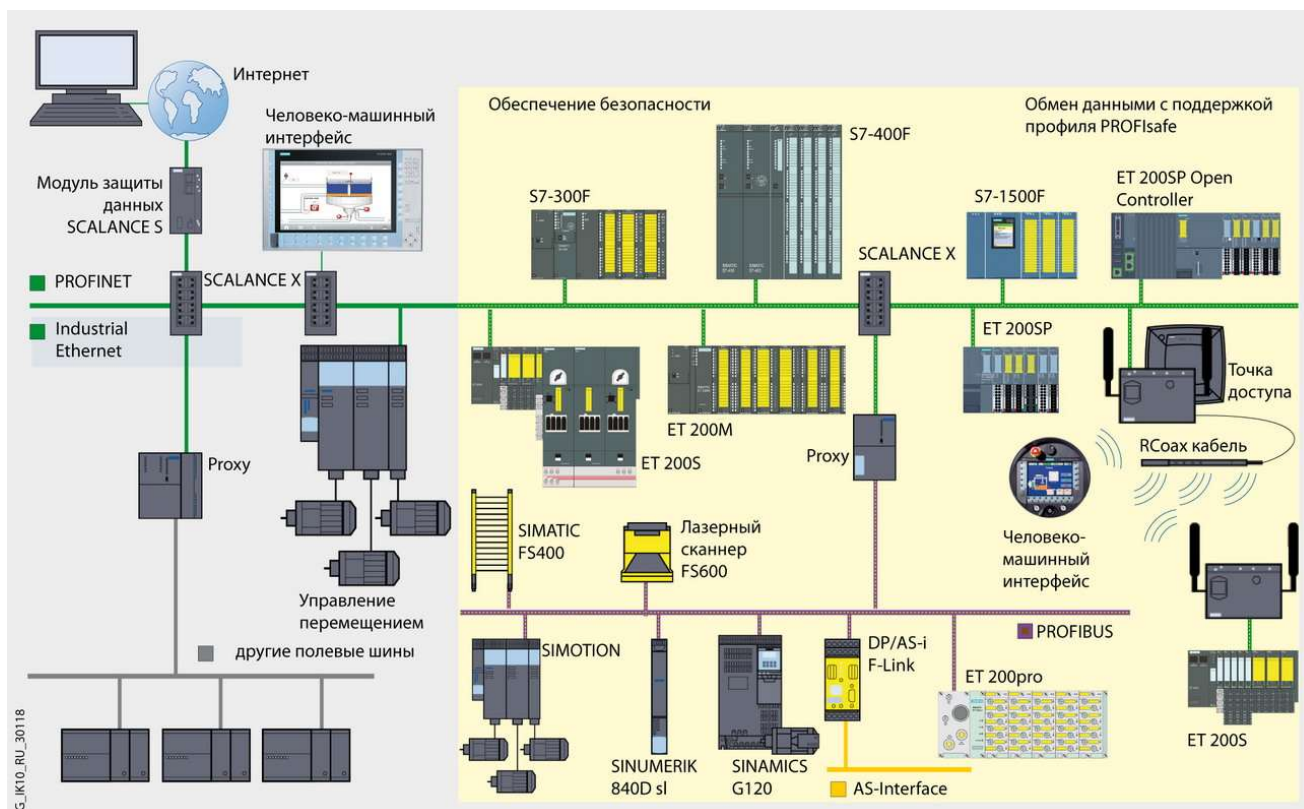 Интернет
Человеко-машинный
интерфейс
Модуль защиты
данных
SCALANCE S
PROFINET
SCALANCE X
Industrial
Ethernet
Proxy
Управление
перемещением
другие полевые шины
G_IK10_RU_30118
Обеспечение безопасности
Обмен данными с поддержкой
профиля PROFIsafe
S7-400F
S7-300F
SCALANCE X
S7-1500F
ET 200SP Open
Controller
ET 200S
ET 200M
Proxy
ET 200SP
Точка
доступа
RCoax кабель
Человеко-
машинный
интерфейс
SIMATIC
FS400
Лазерный
сканнер
FS600
PROFIBUS
SIMOTION
SINUMERIK
840D sl
SINAMICS
G120
DP/AS-i
F-Link
AS-Interface
ET 200pro
ET 200S